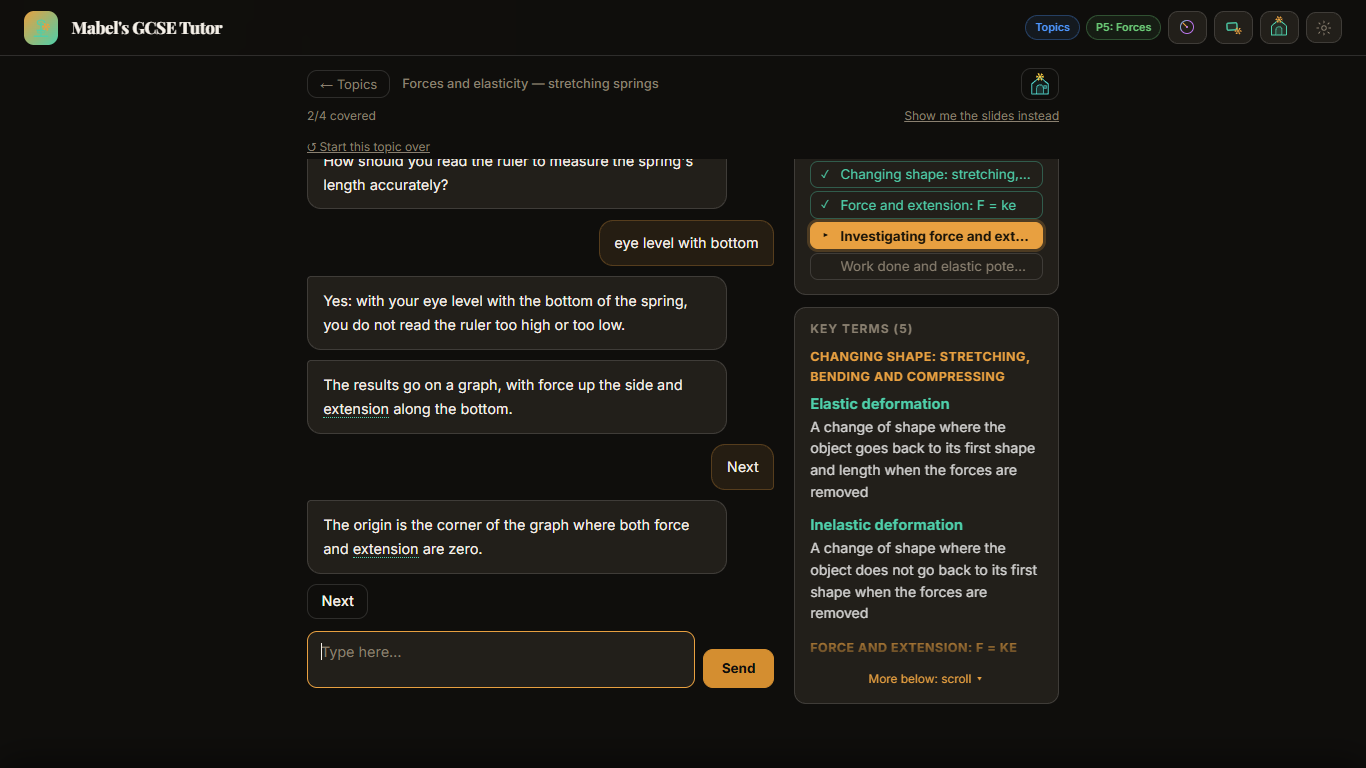 Mabel's GCSE Tutor
Topics
P5: Forces
← Topics
Forces and elasticity — stretching springs
2/4 covered
Show me the slides instead
↺ Start this topic over
How should you read the ruler to measure the spring's
length accurately?
eye level with bottom
Yes: with your eye level with the bottom of the spring,
you do not read the ruler too high or too low.
The results go on a graph, with force up the side and
extension along the bottom.
Next
The origin is the corner of the graph where both force
and extension are zero.
Next
Type here...
Send
✓ Changing shape: stretching,...
✓ Force and extension: F = ke
‣ Investigating force and ext...
Work done and elastic pote...
KEY TERMS (5)
CHANGING SHAPE: STRETCHING,
BENDING AND COMPRESSING
Elastic deformation
A change of shape where the
object goes back to its first shape
and length when the forces are
removed
Inelastic deformation
A change of shape where the
object does not go back to its first
shape when the forces are
removed
FORCE AND EXTENSION: F = KE
More below: scroll ▾